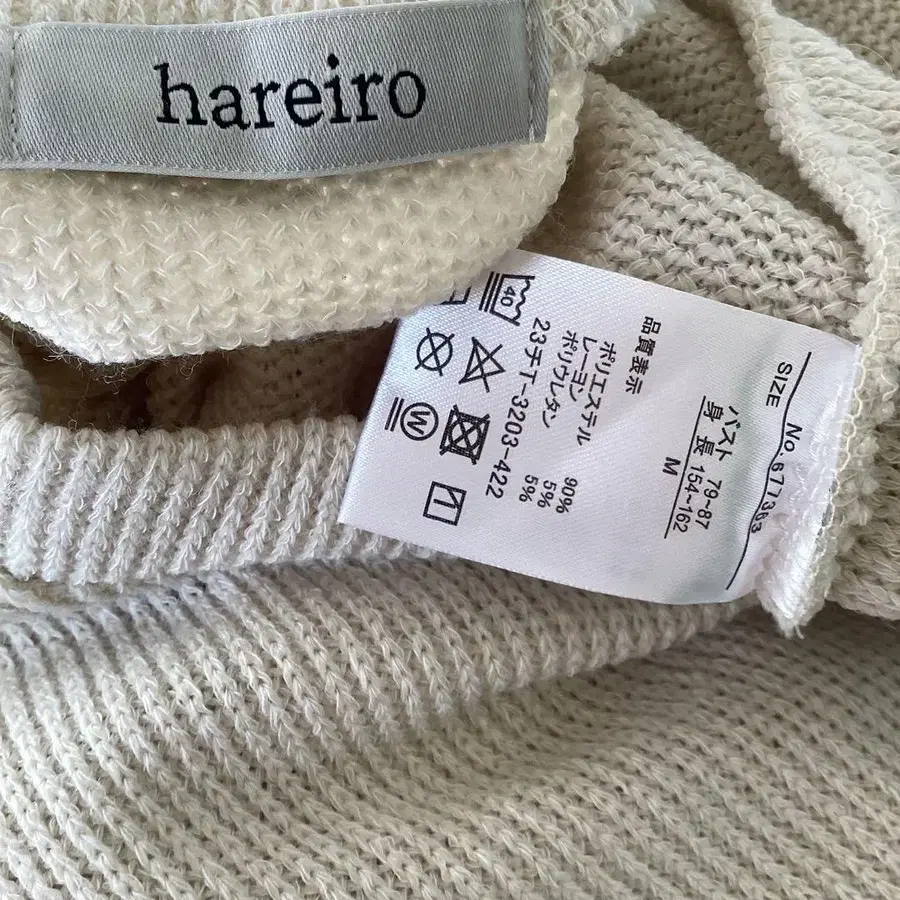 hareiro
No. 677363
SIZE
バスト 79~87
身 長 154~162
M
品質表示
ポリエステル 90%
レーヨン 5%
ポリウレタン 5%
23チT-3203-422
40
W